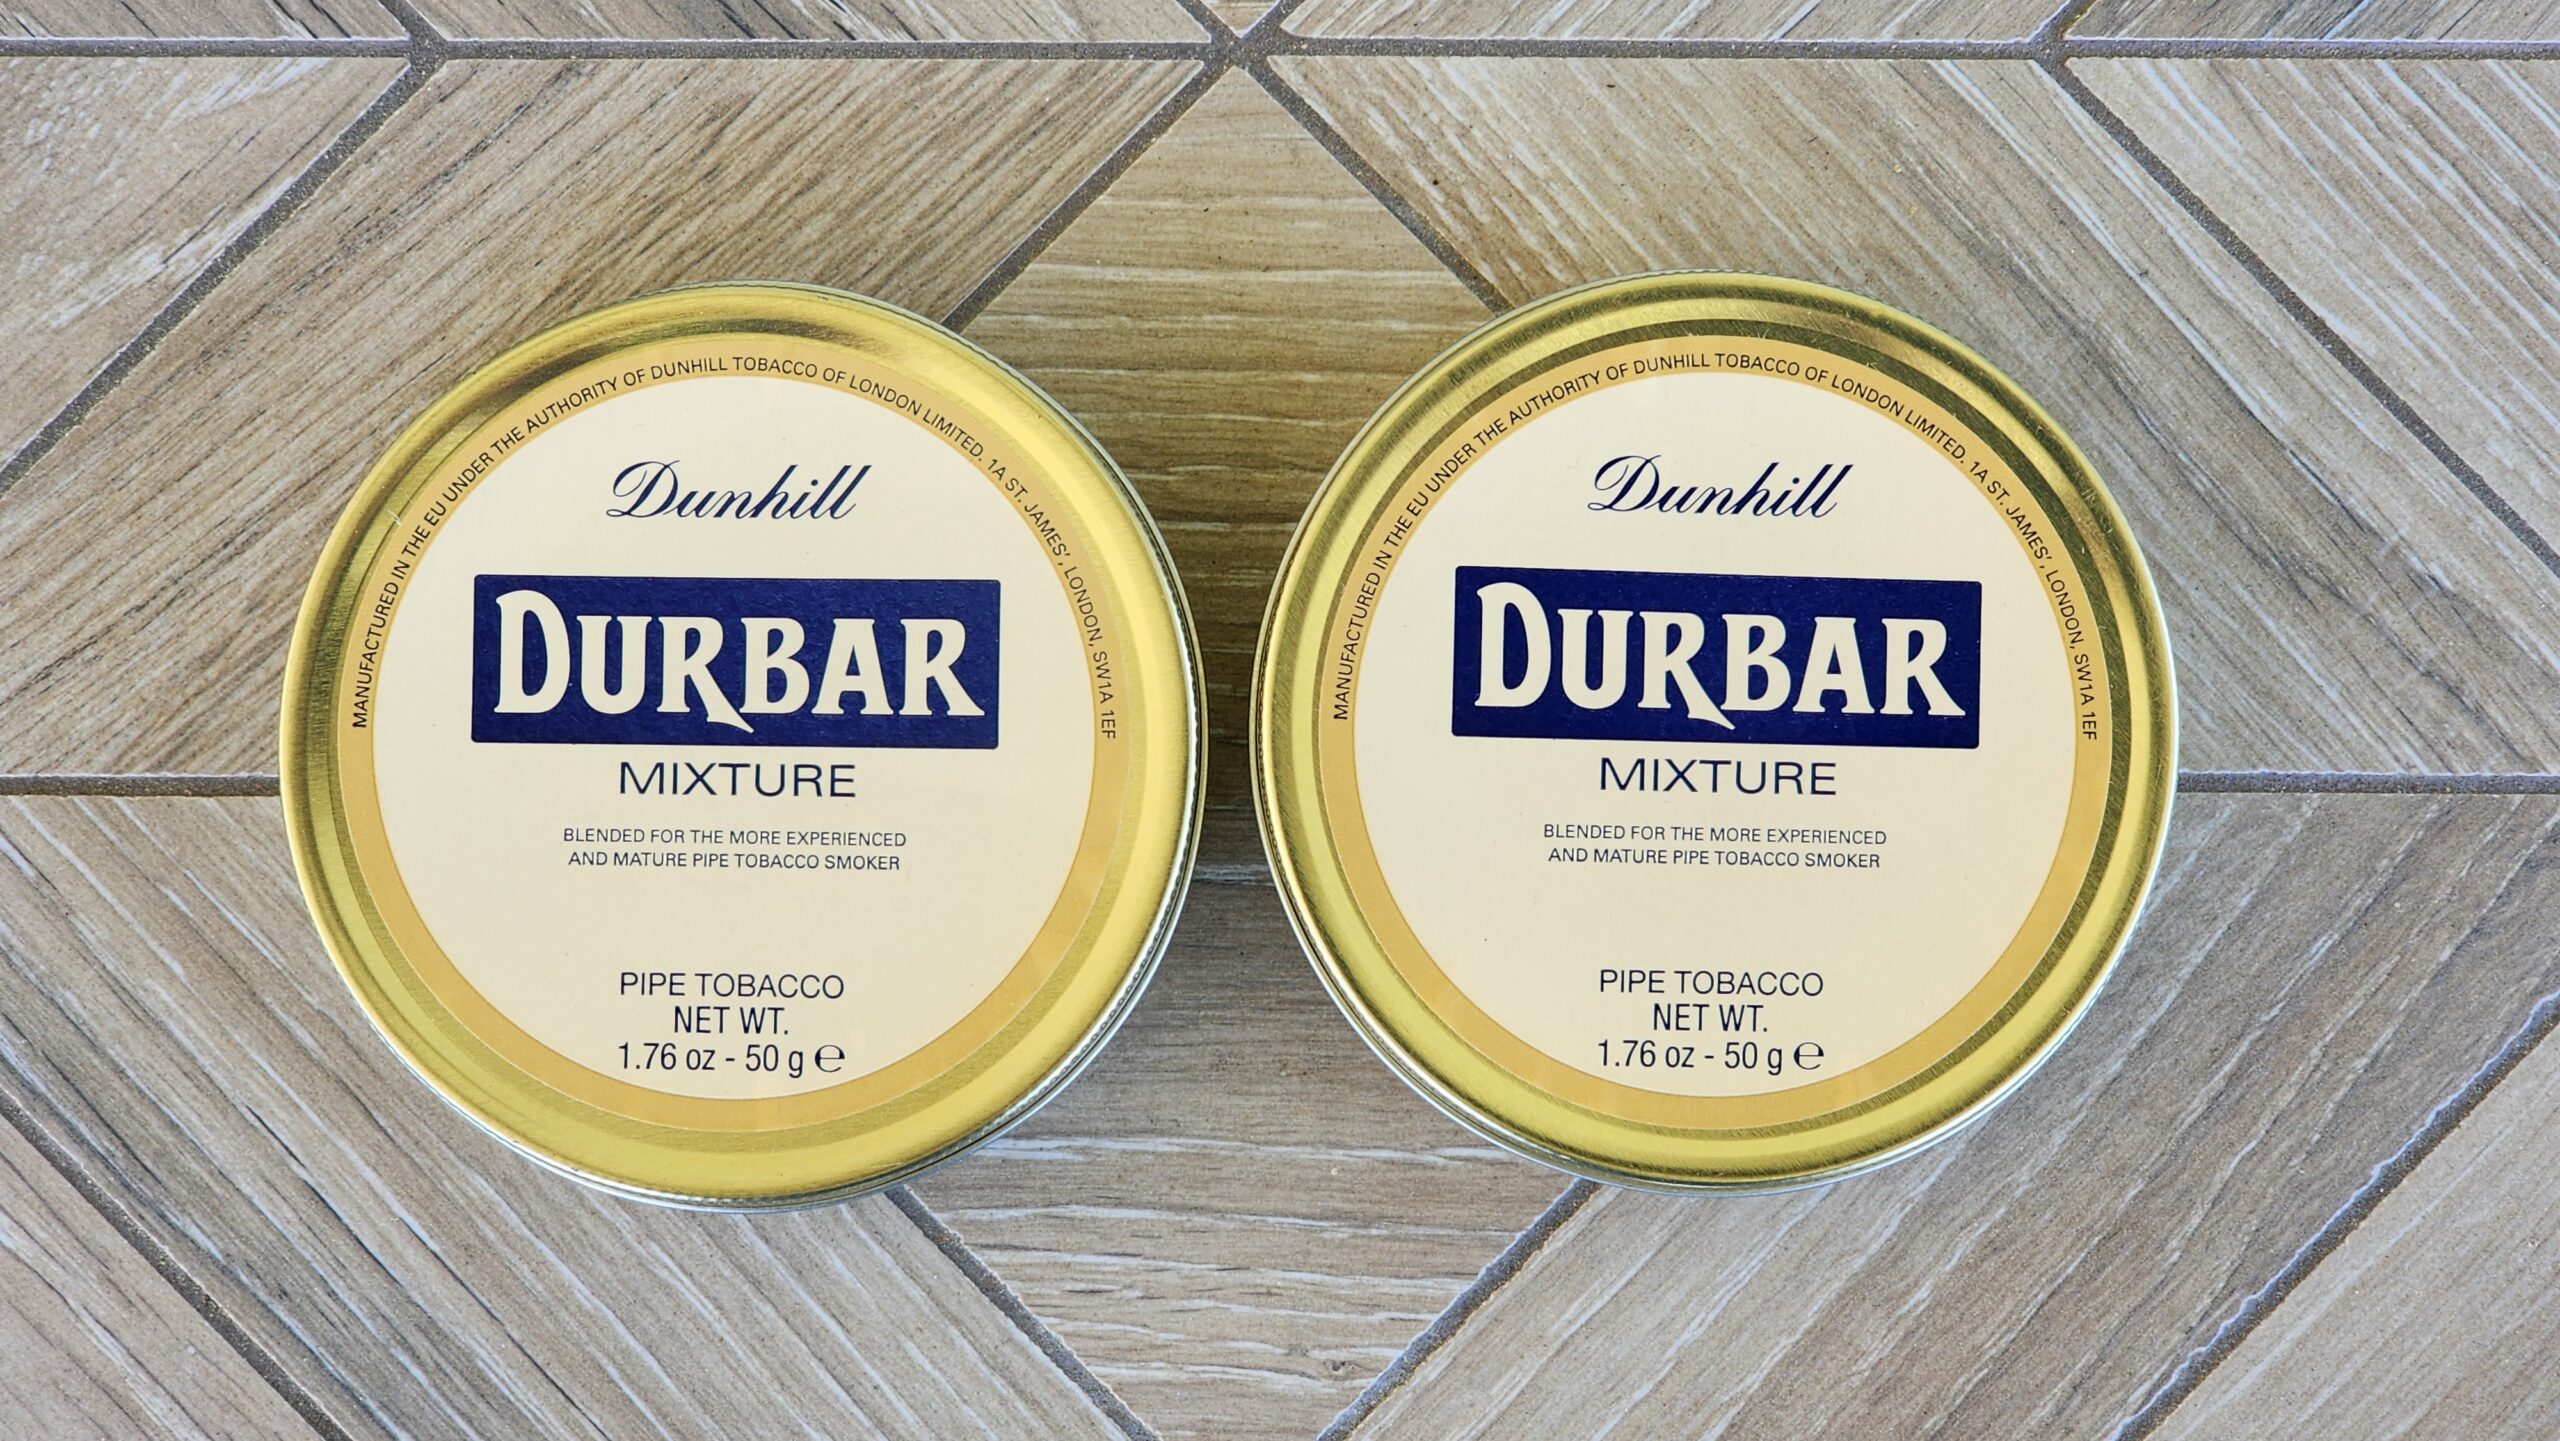 MANUFACTURED IN THE EU UNDER THE AUTHORITY OF DUNHILL TOBACCO OF LONDON LIMITED. 1A ST. JAMES', LONDON, SW1A 1EF
Dunhill
DURBAR
MIXTURE
BLENDED FOR THE MORE EXPERIENCED
AND MATURE PIPE TOBACCO SMOKER
PIPE TOBACCO
NET WT.
1.76 oz - 50 g ℮
MANUFACTURED IN THE EU UNDER THE AUTHORITY OF DUNHILL TOBACCO OF LONDON LIMITED. 1A ST. JAMES', LONDON, SW1A 1EF
Dunhill
DURBAR
MIXTURE
BLENDED FOR THE MORE EXPERIENCED
AND MATURE PIPE TOBACCO SMOKER
PIPE TOBACCO
NET WT.
1.76 oz - 50 g ℮